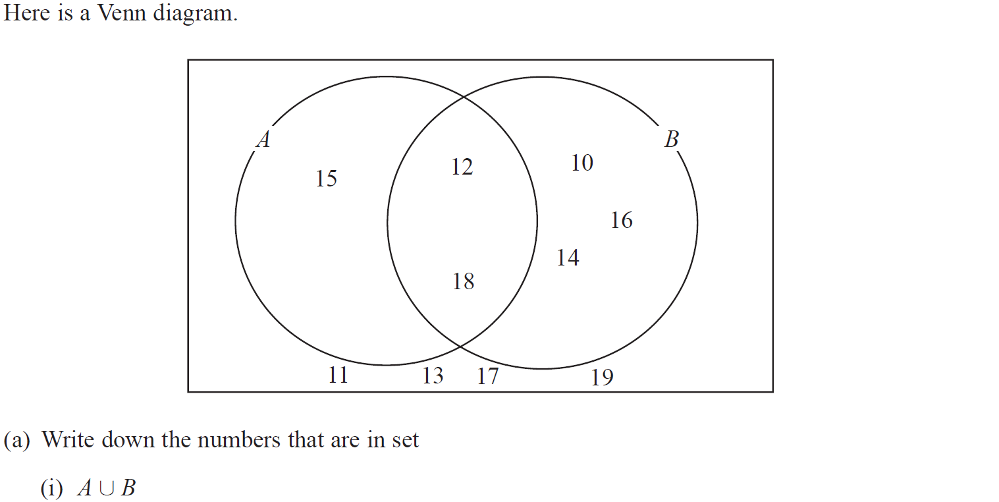 Here is a Venn diagram.
A
B
12
10
15
16
14
18
11 13 17 19
(a) Write down the numbers that are in set
(i) A ∪ B